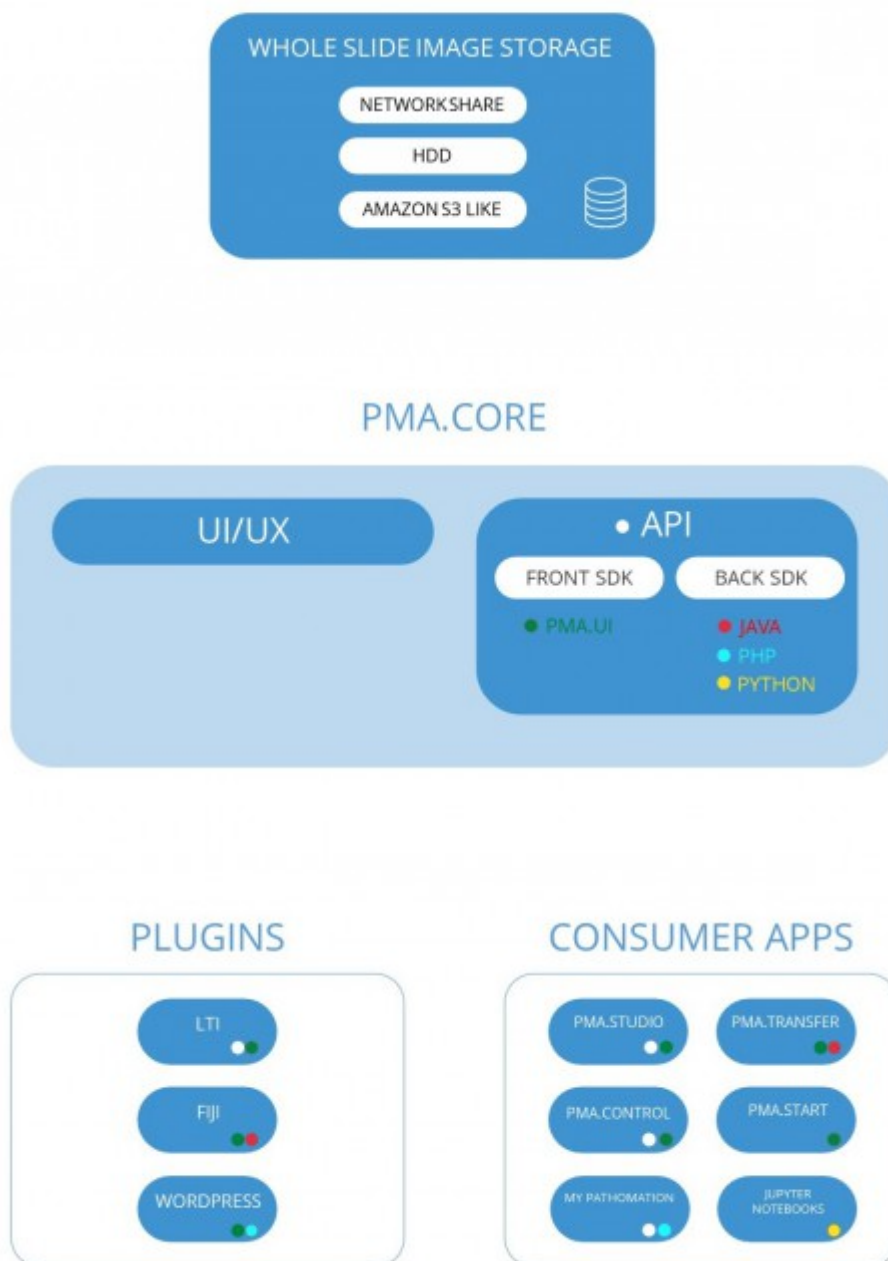 WHOLE SLIDE IMAGE STORAGE
NETWORK SHARE
HDD
AMAZON S3 LIKE
PMA.CORE
UI/UX
API
FRONT SDK
BACK SDK
PMA.UI
JAVA
PHP
PYTHON
PLUGINS
LTI
FIJI
WORDPRESS
CONSUMER APPS
PMA.STUDIO
PMA.TRANSFER
PMA.CONTROL
PMA.START
MY PATHOMATION
JUPYTER
NOTEBOOKS